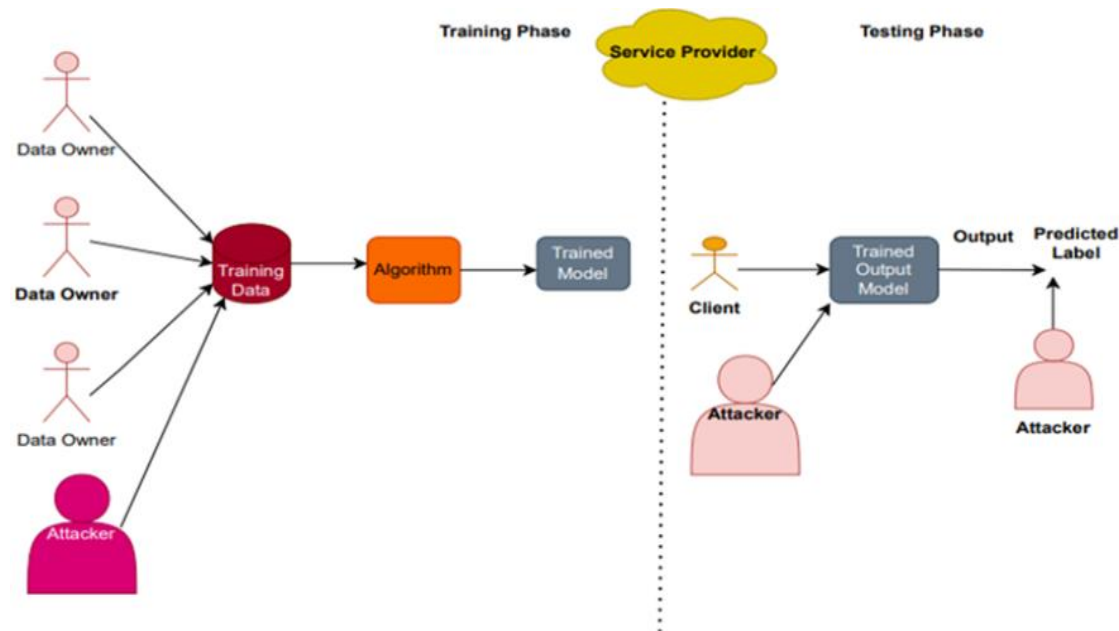 Training Phase
Service Provider
Testing Phase
Data Owner
Data Owner
Data Owner
Attacker
Training
Data
Algorithm
Trained
Model
Client
Attacker
Trained
Output
Model
Output
Predicted
Label
Attacker